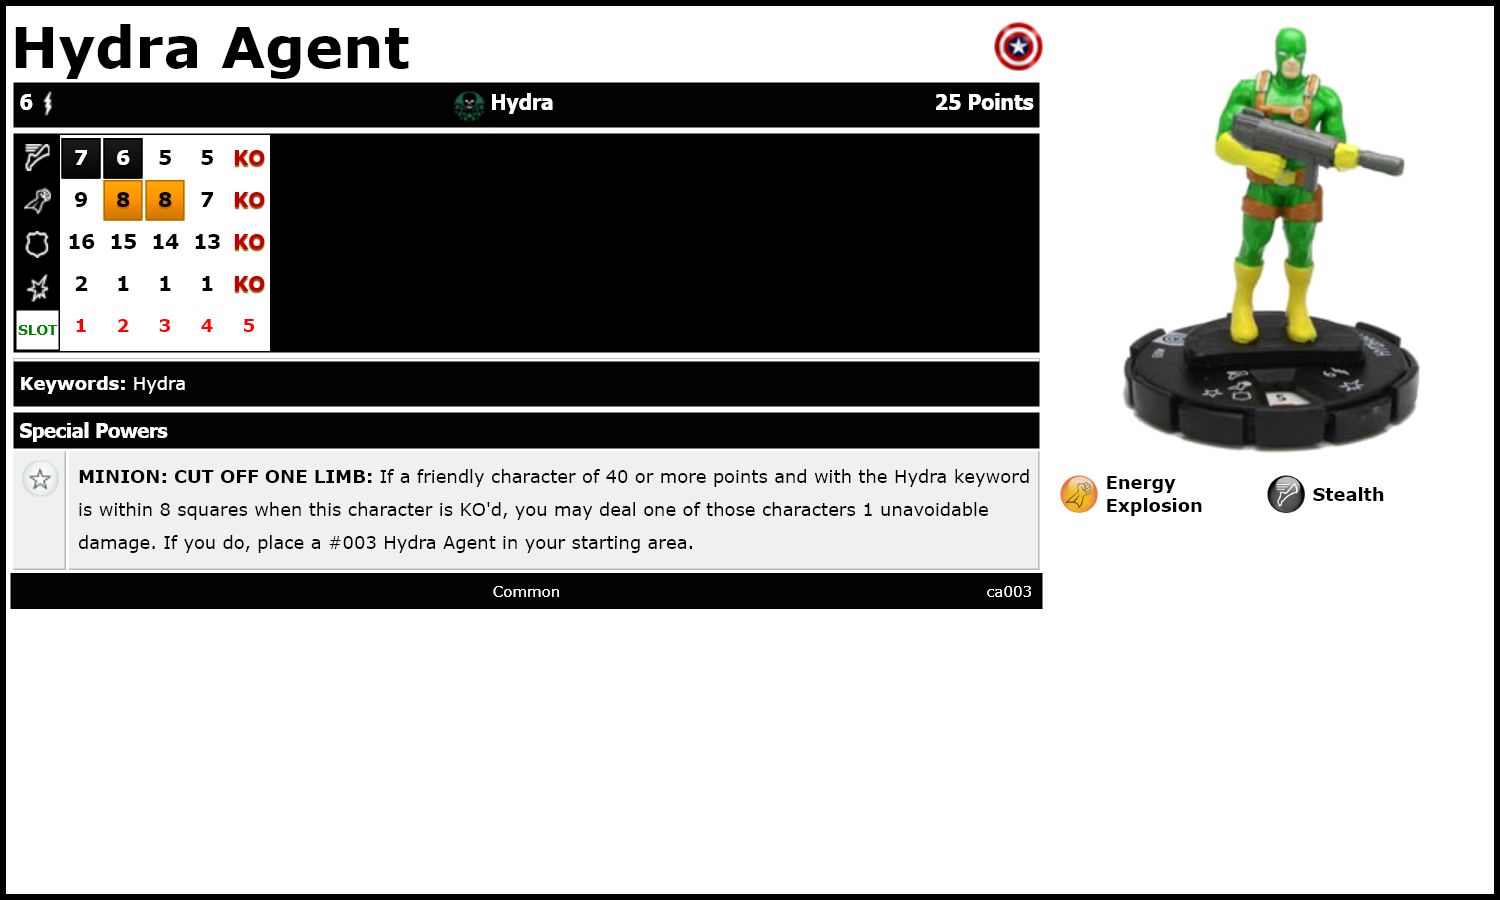 Hydra Agent
6 Hydra 25 Points
7 6 5 5 KO
9 8 8 7 KO
16 15 14 13 KO
2 1 1 1 KO
SLOT 1 2 3 4 5
Keywords: Hydra
Special Powers
MINION: CUT OFF ONE LIMB: If a friendly character of 40 or more points and with the Hydra keyword
is within 8 squares when this character is KO'd, you may deal one of those characters 1 unavoidable
damage. If you do, place a #003 Hydra Agent in your starting area.
Common ca003
Energy
Explosion
Stealth